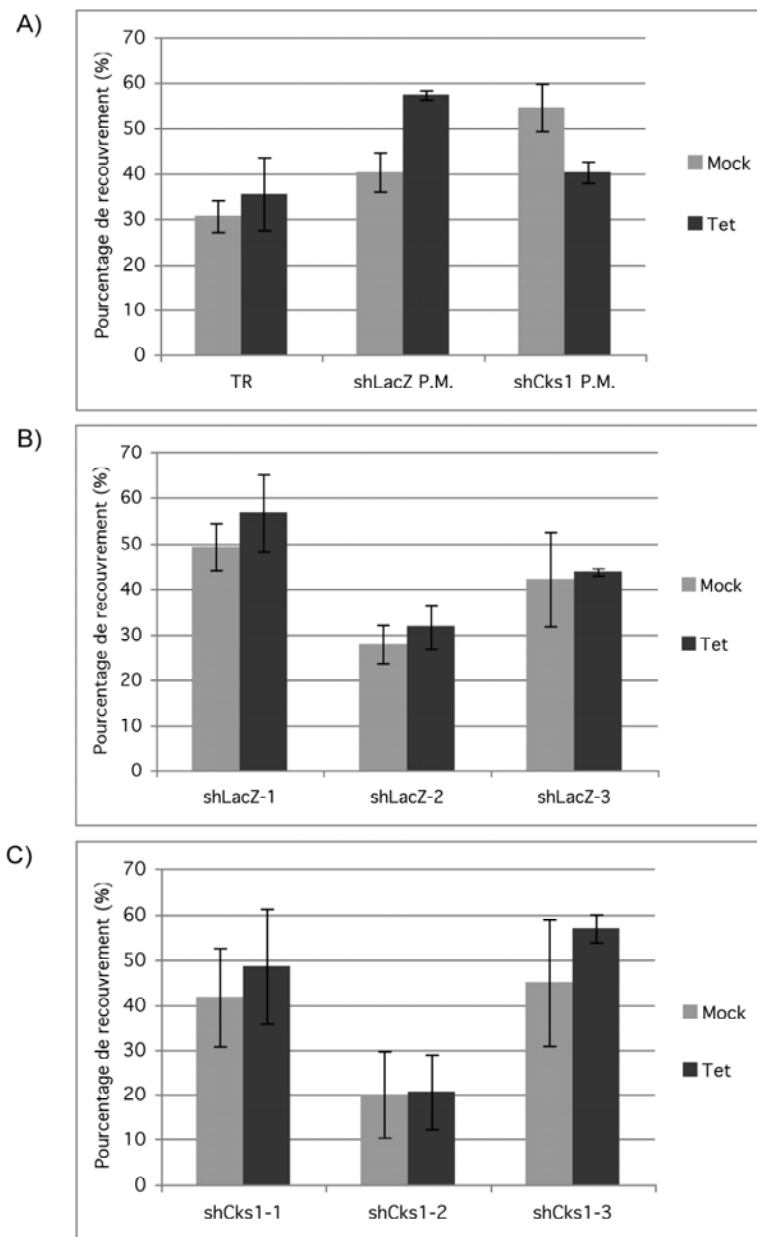 A)
Pourcentage de recouvrement (%)
70
60
50
40
30
20
10
0
TR
shLacZ P.M.
shCks1 P.M.
Mock
Tet
B)
Pourcentage de recouvrement (%)
70
60
50
40
30
20
10
0
shLacZ-1
shLacZ-2
shLacZ-3
Mock
Tet
C)
Pourcentage de recouvrement (%)
70
60
50
40
30
20
10
0
shCks1-1
shCks1-2
shCks1-3
Mock
Tet